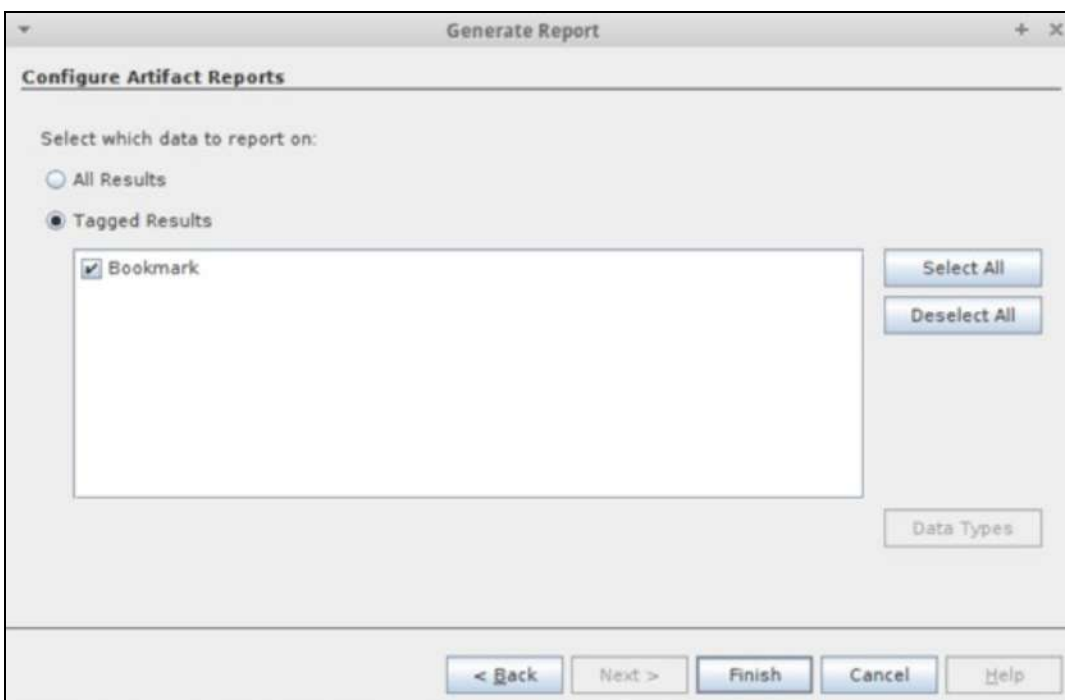 Generate Report
Configure Artifact Reports
Select which data to report on:
All Results
Tagged Results
Bookmark
Select All
Deselect All
Data Types
< Back
Next >
Finish
Cancel
Help